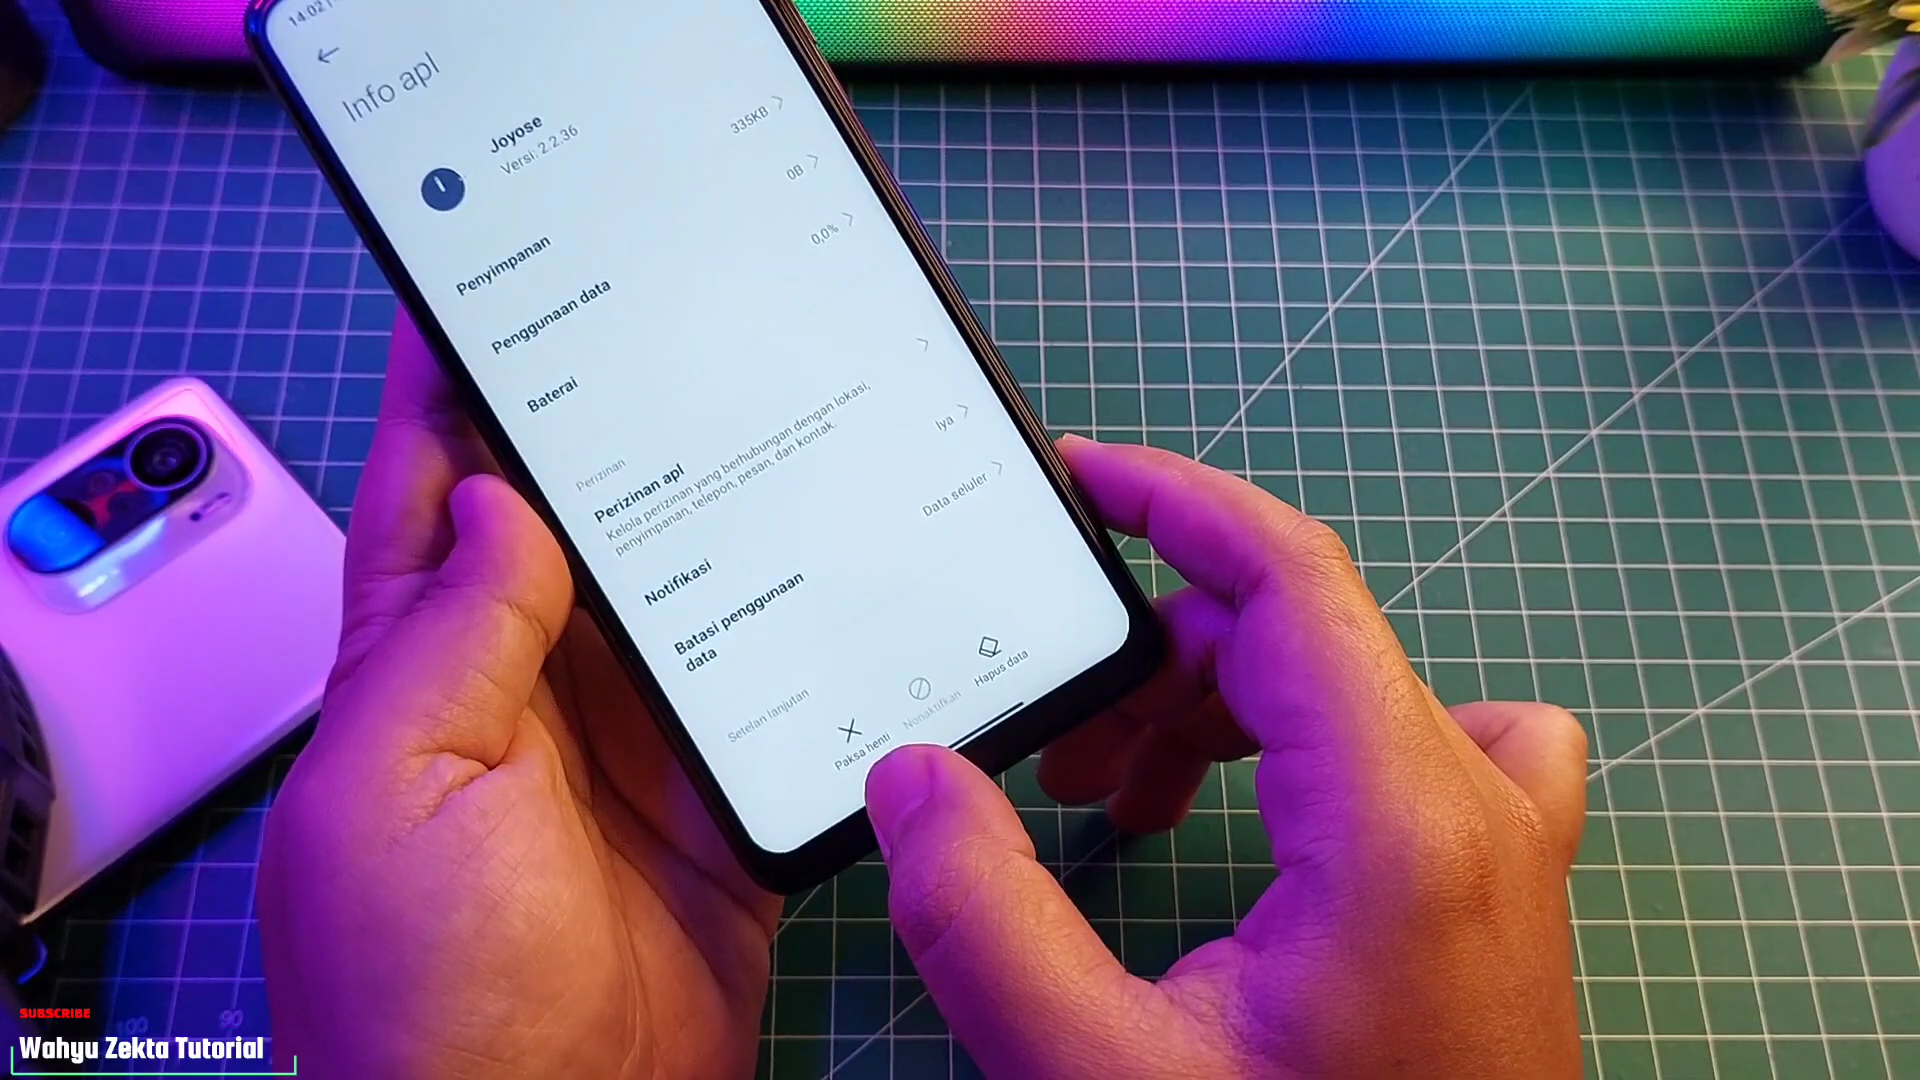 14:02
Info apl
Joyose
Versi: 2.2.36
Penyimpanan
335KB
Penggunaan data
0B
Baterai
0,0%
Perizinan
Perizinan apl
Kelola perizinan yang berhubungan dengan lokasi,
penyimpanan, telepon, pesan, dan kontak.
Notifikasi
Iya
Batasi penggunaan
data
Data seluler
Setelan lanjutan
Paksa henti
Nonaktifkan
Hapus data
100 90
SUBSCRIBE
Wahyu Zekta Tutorial